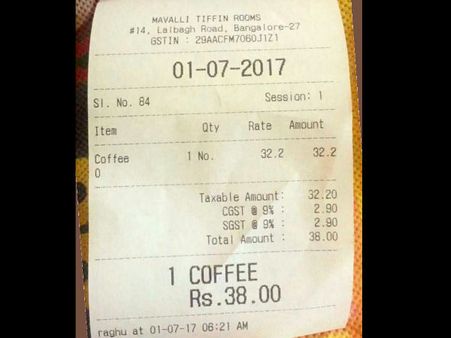 MAVALLI TIFFIN ROOMS
#14, Lalbagh Road, Bangalore-27
GSTIN : 29AACFM7060J1Z1
01-07-2017
Sl. No. 84 Session: 1
Item Qty Rate Amount
Coffee 1 No. 32.2 32.2
0
Taxable Amount: 32.20
CGST @ 9% : 2.90
SGST @ 9% : 2.90
Total Amount : 38.00
1 COFFEE
Rs.38.00
raghu at 01-07-17 06:21 AM